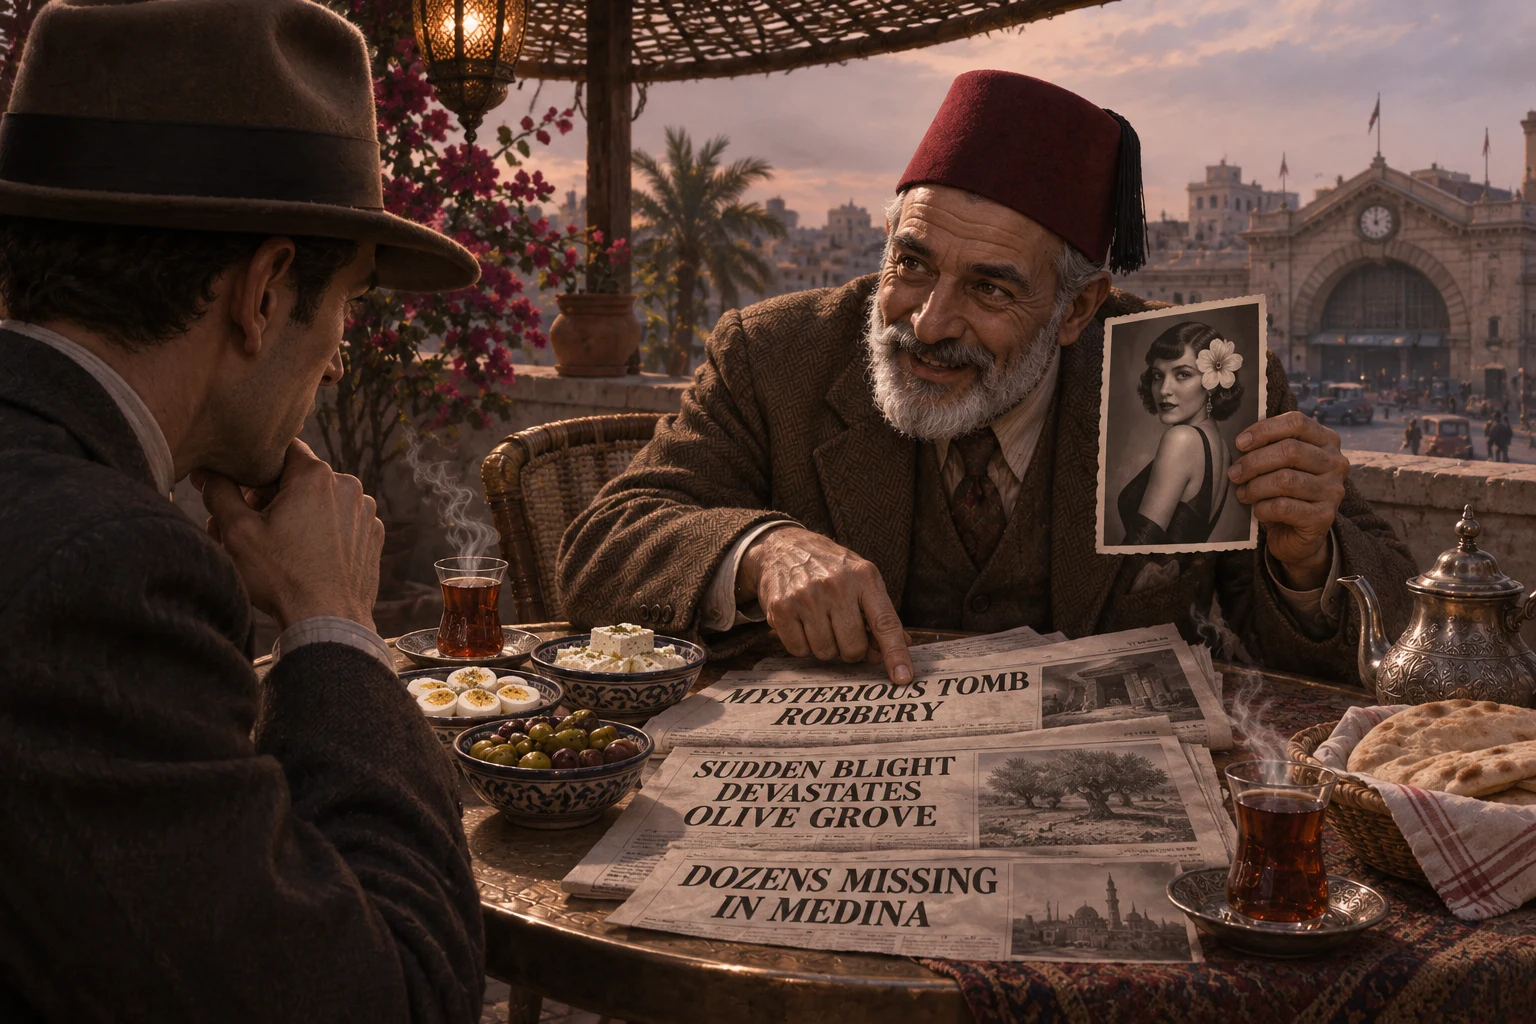 MYSTERIOUS TOMB
ROBBERY
SUDDEN BLIGHT
DEVASTATES
OLIVE GROVE
DOZENS MISSING
IN MEDINA